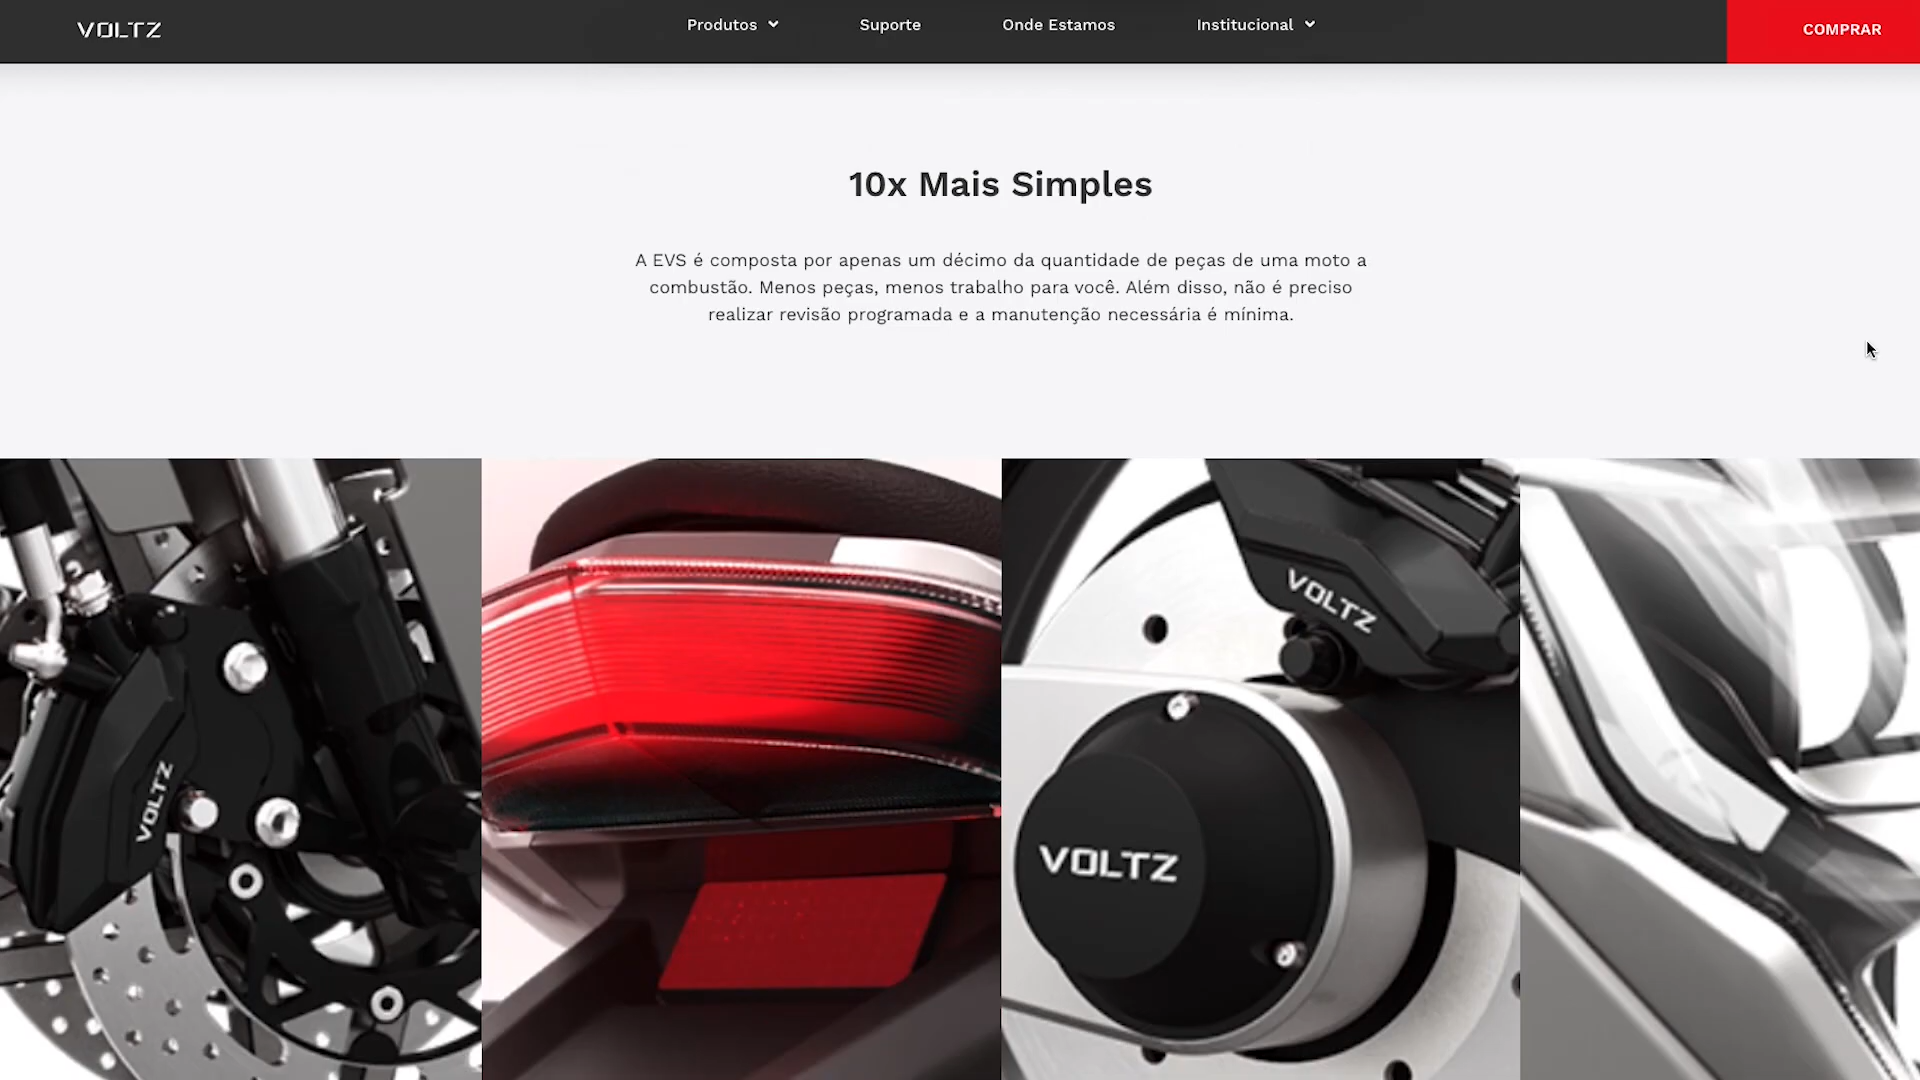 VOLTZ
Produtos
Suporte
Onde Estamos
Institucional
COMPRAR
10x Mais Simples
A EVS é composta por apenas um décimo da quantidade de peças de uma moto a
combustão. Menos peças, menos trabalho para você. Além disso, não é preciso
realizar revisão programada e a manutenção necessária é mínima.
VOLTZ
VOLTZ
VOLTZ